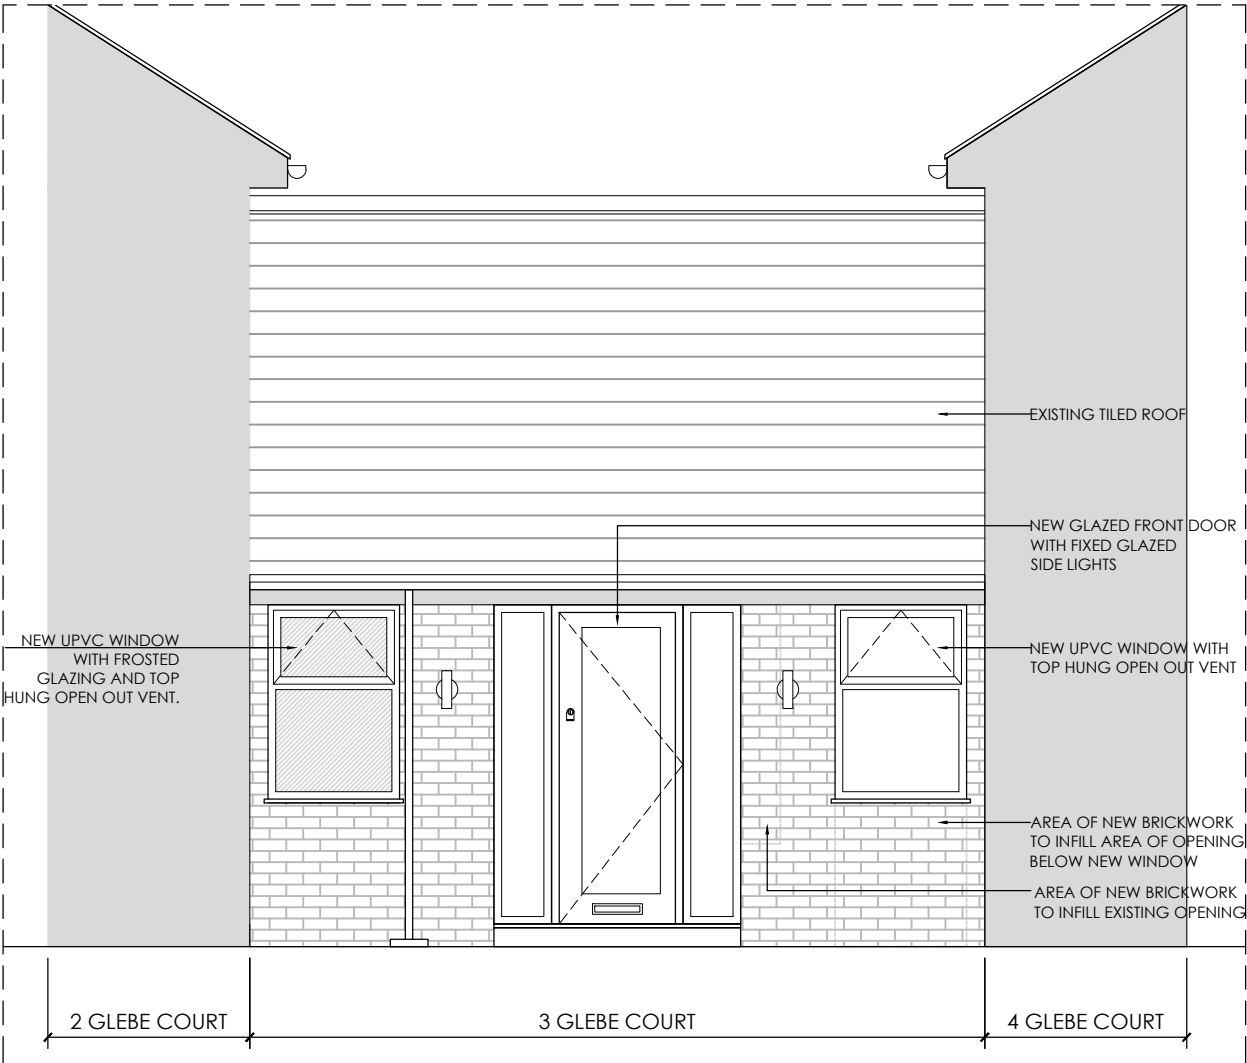 EXISTING TILED ROOF
NEW GLAZED FRONT DOOR
WITH FIXED GLAZED
SIDE LIGHTS
NEW UPVC WINDOW
WITH FROSTED
GLAZING AND TOP
HUNG OPEN OUT VENT.
NEW UPVC WINDOW WITH
TOP HUNG OPEN OUT VENT
AREA OF NEW BRICKWORK
TO INFILL AREA OF OPENING
BELOW NEW WINDOW
AREA OF NEW BRICKWORK
TO INFILL EXISTING OPENING
2 GLEBE COURT
3 GLEBE COURT
4 GLEBE COURT